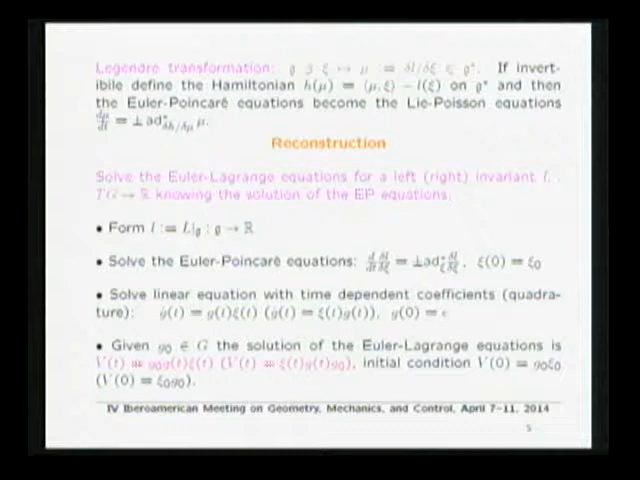 Legendre transformation: 𝔤 ∋ ξ ↦ μ := δl/δξ ∈ 𝔤*. If invert-
ibile define the Hamiltonian h(μ) = ⟨μ, ξ⟩ − l(ξ) on 𝔤* and then
the Euler-Poincaré equations become the Lie-Poisson equations
dμ/dt = ± ad*_{δh/δμ} μ.
Reconstruction
Solve the Euler-Lagrange equations for a left (right) invariant L :
TG → ℝ knowing the solution of the EP equations.
• Form l := L|𝔤 : 𝔤 → ℝ
• Solve the Euler-Poincaré equations: d/dt δl/δξ = ± ad*_ξ δl/δξ, ξ(0) = ξ₀
• Solve linear equation with time dependent coefficients (quadra-
ture): ġ(t) = g(t)ξ(t) (ġ(t) = ξ(t)g(t)), g(0) = e
• Given g₀ ∈ G the solution of the Euler-Lagrange equations is
V(t) = g₀g(t)ξ(t) (V(t) = ξ(t)g(t)g₀), initial condition V(0) = g₀ξ₀
(V(0) = ξ₀g₀).
IV Iberoamerican Meeting on Geometry, Mechanics, and Control, April 7-11, 2014
5